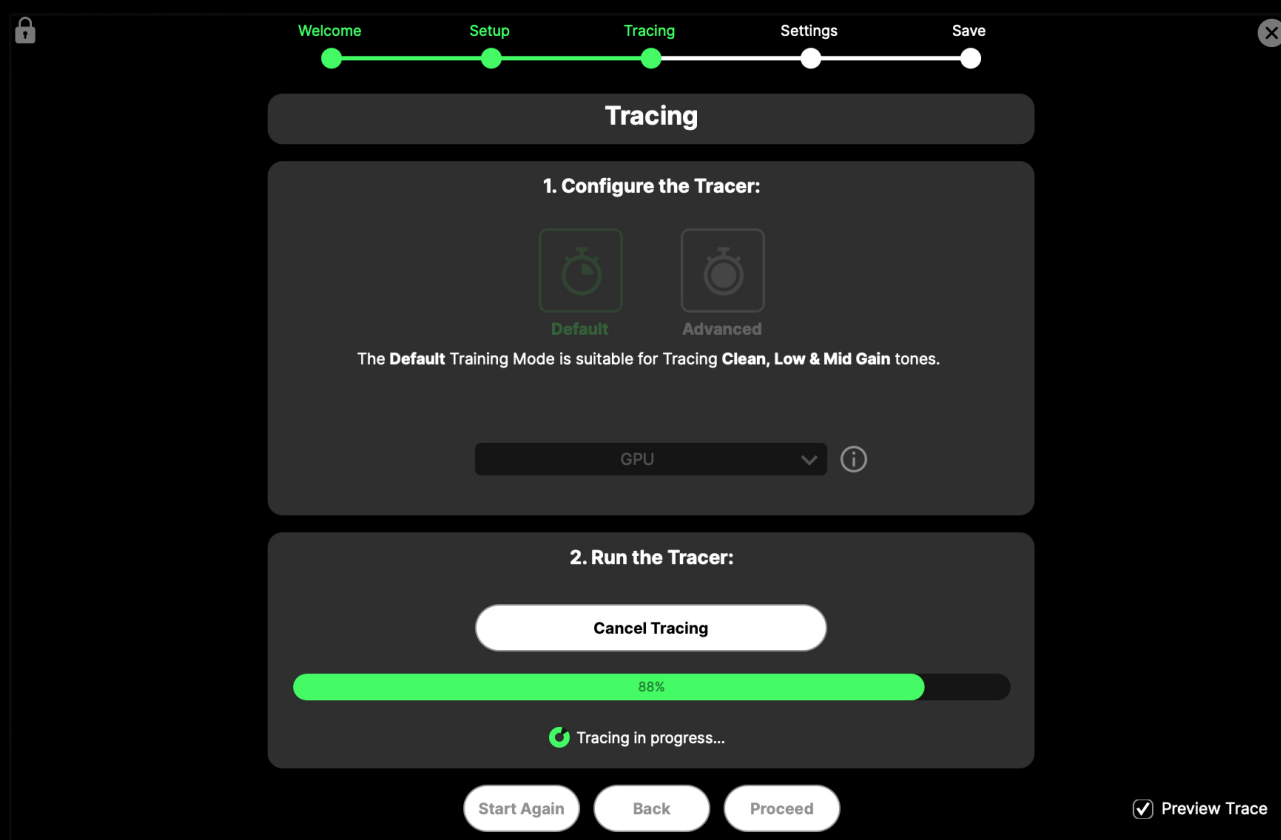 Welcome
Setup
Tracing
Settings
Save
Tracing
1. Configure the Tracer:
Default
Advanced
The Default Training Mode is suitable for Tracing Clean, Low & Mid Gain tones.
GPU
2. Run the Tracer:
Cancel Tracing
88%
Tracing in progress...
Start Again
Back
Proceed
Preview Trace